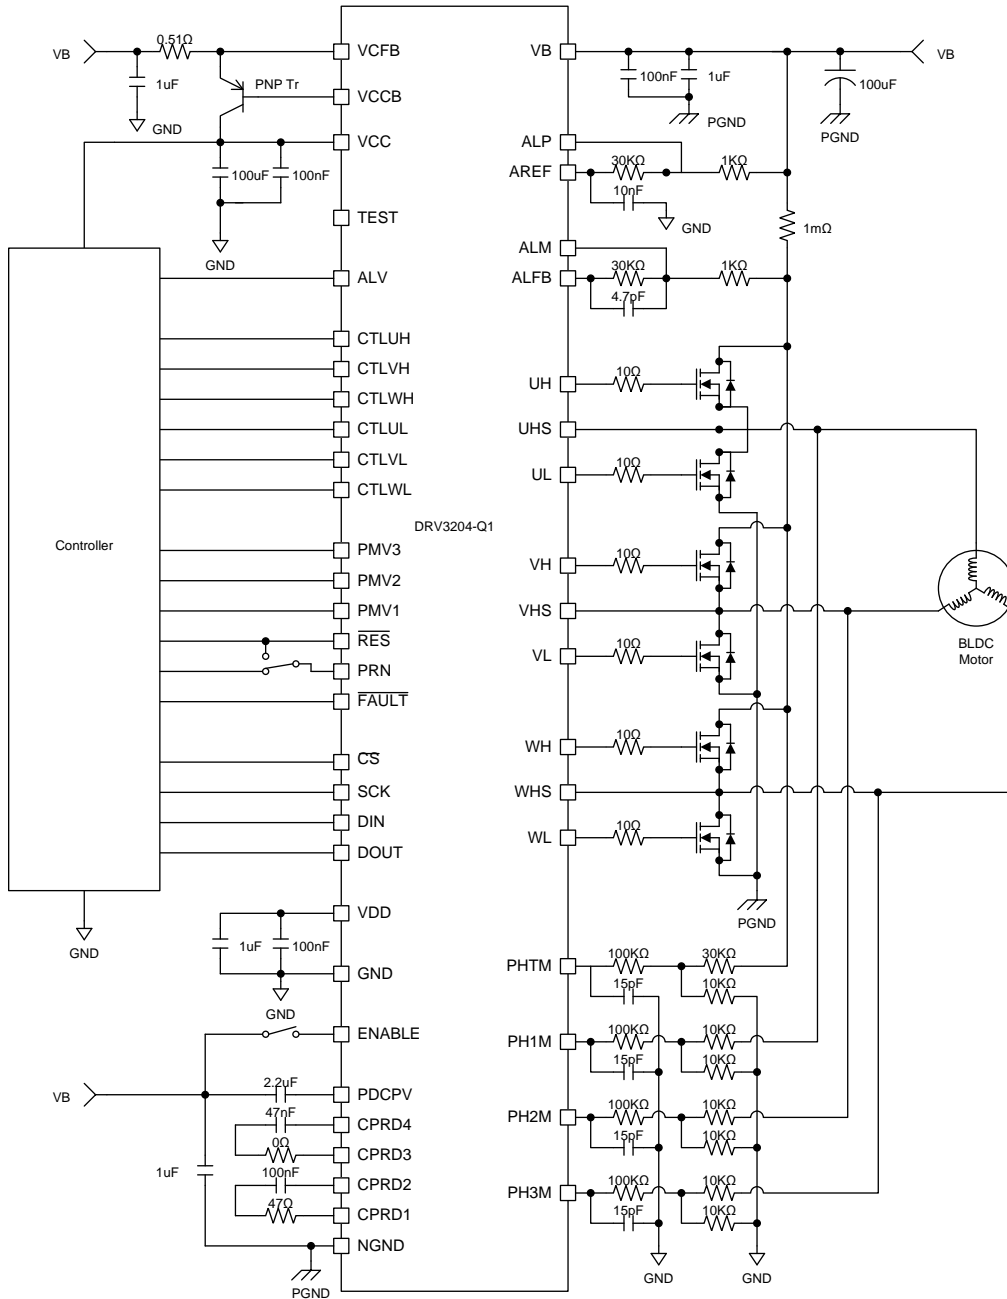 VB
0.51Ω
VCFB
1uF
PNP Tr
VCCB
GND
VCC
100uF
100nF
TEST
GND
ALV
CTLUH
CTLVH
CTLWH
CTLUL
CTLVL
CTLWL
Controller
PMV3
PMV2
PMV1
RES
PRN
FAULT
CS
SCK
DIN
DOUT
GND
VDD
1uF
100nF
GND
GND
ENABLE
VB
2.2uF
PDCPV
47nF
CPRD4
0Ω
CPRD3
1uF
100nF
CPRD2
47Ω
CPRD1
NGND
PGND
DRV3204-Q1
VB
VB
100nF
1uF
100uF
PGND
PGND
ALP
30KΩ
1KΩ
AREF
10nF
GND
1mΩ
ALM
30KΩ
1KΩ
ALFB
4.7pF
UH
10Ω
UHS
UL
10Ω
VH
10Ω
VHS
VL
10Ω
BLDC
Motor
WH
10Ω
WHS
WL
10Ω
PGND
PHTM
100KΩ
30KΩ
15pF
10KΩ
PH1M
100KΩ
10KΩ
15pF
10KΩ
PH2M
100KΩ
10KΩ
15pF
10KΩ
PH3M
100KΩ
10KΩ
15pF
10KΩ
GND
GND